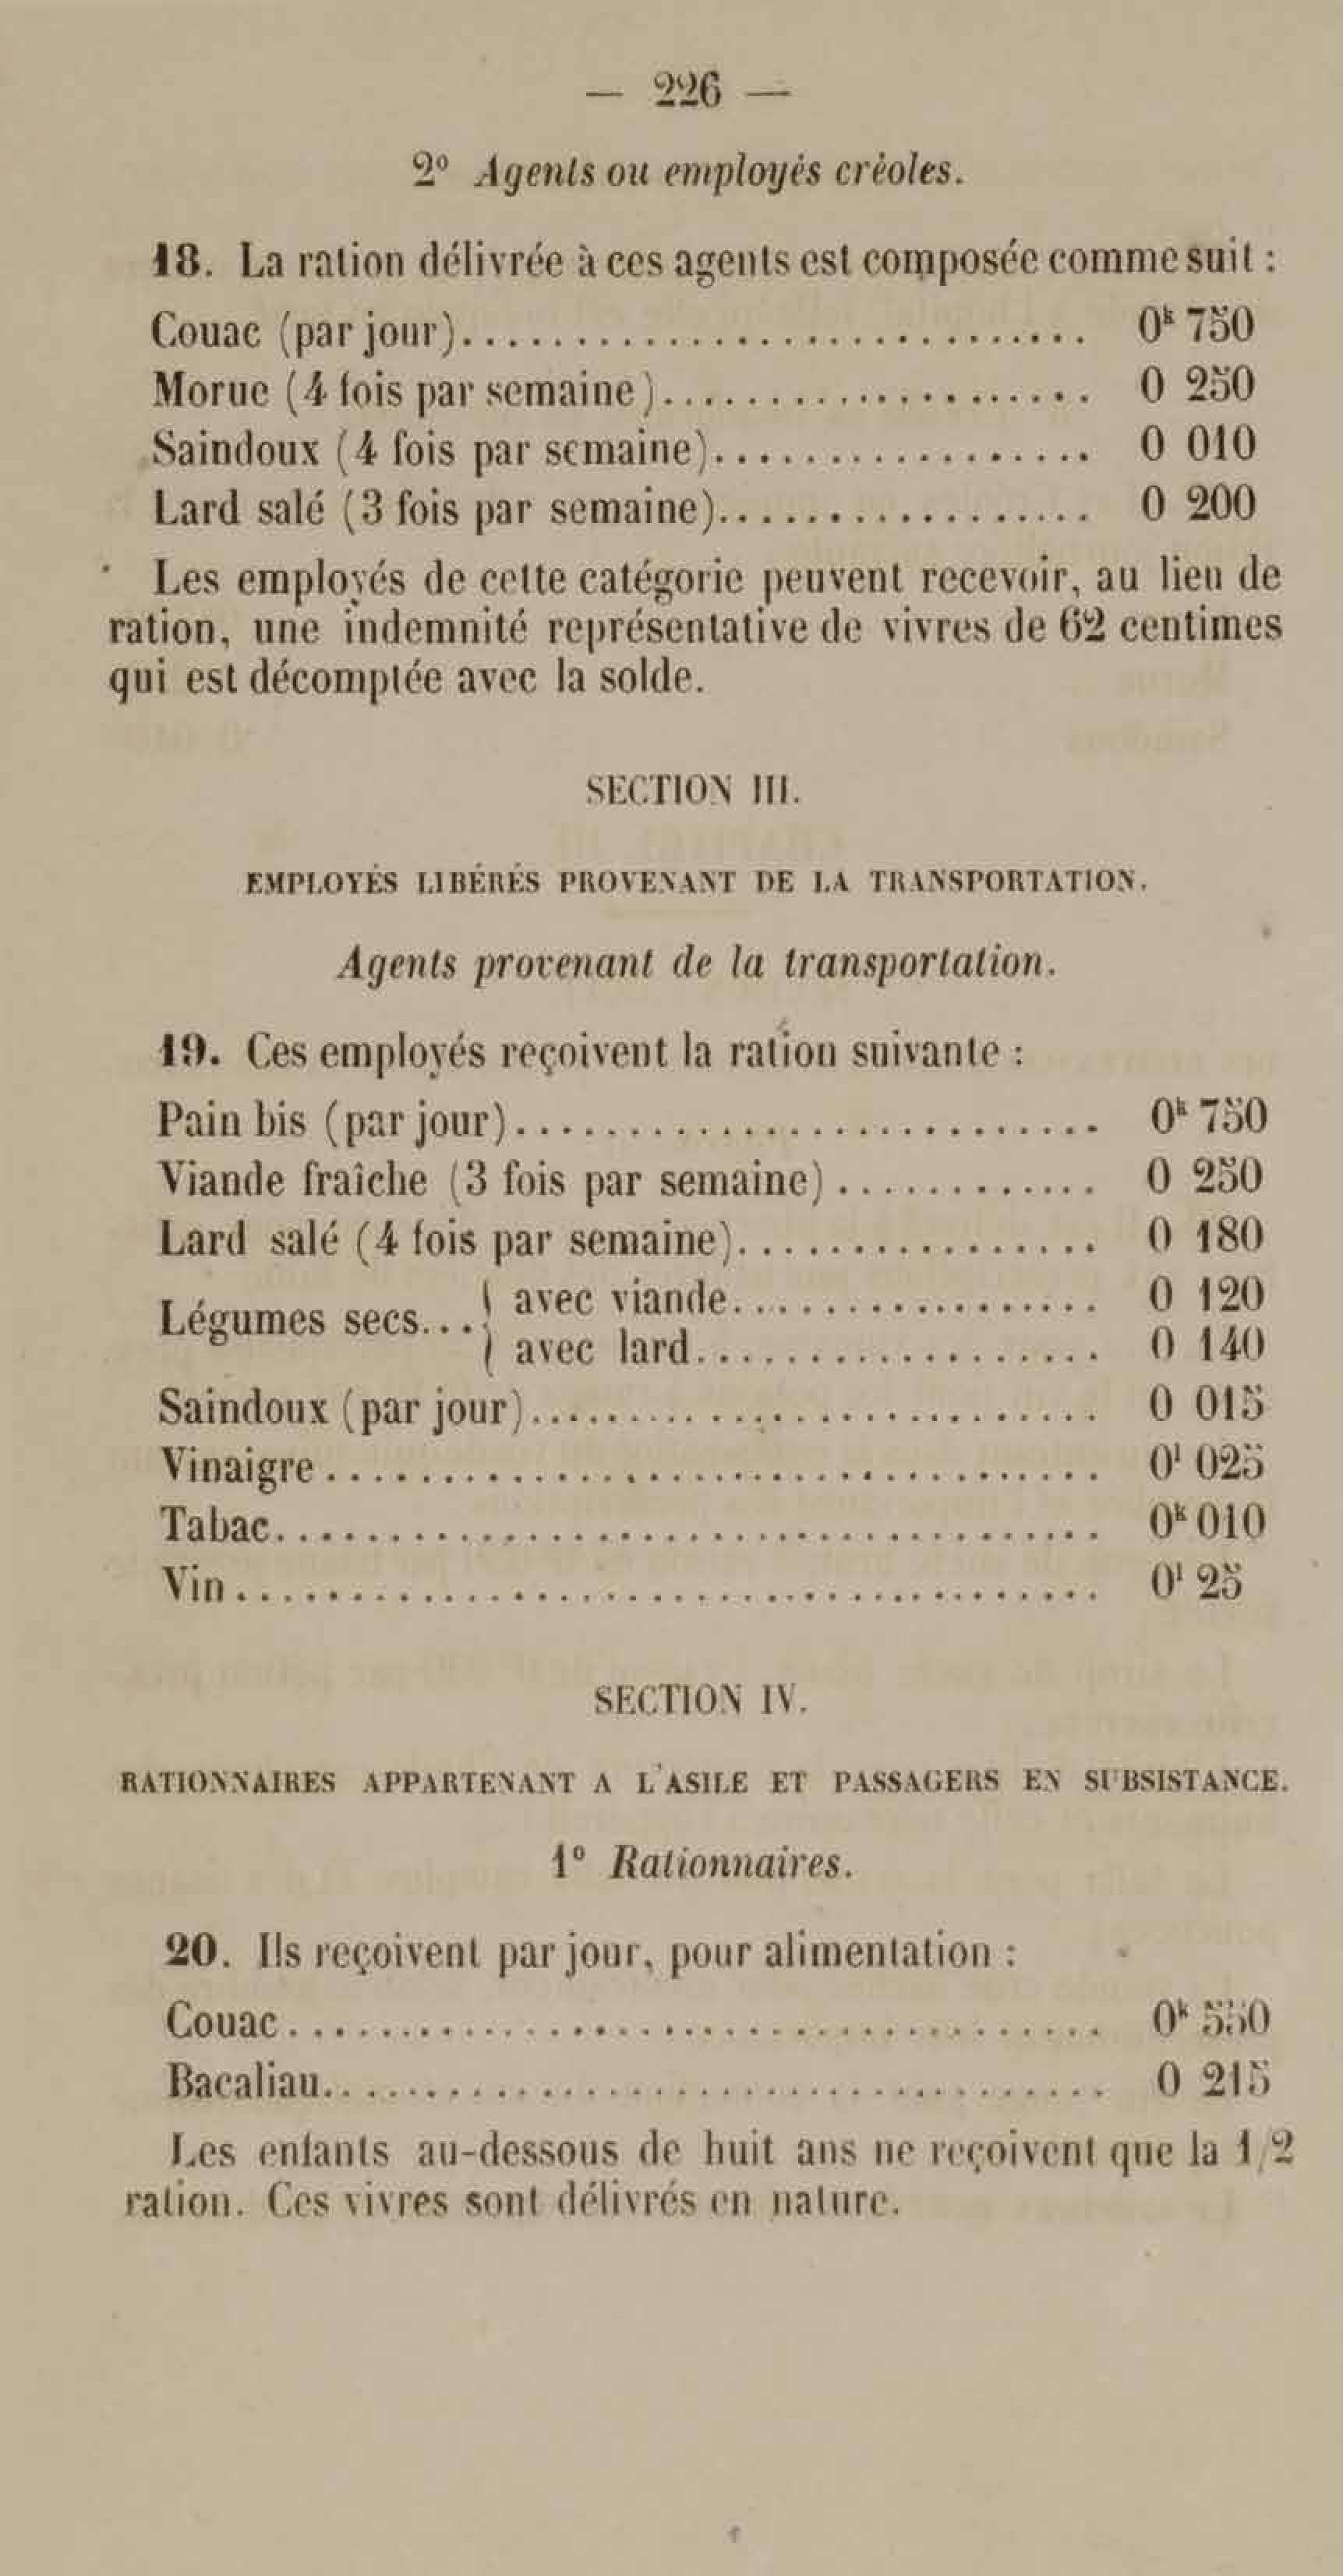 — 226 —
2º Agents ou employés créoles.
18. La ration délivrée à ces agents est composée comme suit :
Couac (par jour)............................ 0ᵏ 750
Morue (4 fois par semaine)................... 0 250
Saindoux (4 fois par semaine)................. 0 010
Lard salé (3 fois par semaine)................. 0 200
Les employés de cette catégorie peuvent recevoir, au lieu de
ration, une indemnité représentative de vivres de 62 centimes
qui est décomptée avec la solde.
SECTION III.
EMPLOYÉS LIBÉRÉS PROVENANT DE LA TRANSPORTATION.
Agents provenant de la transportation.
19. Ces employés reçoivent la ration suivante :
Pain bis (par jour).......................... 0ᵏ 750
Viande fraîche (3 fois par semaine)............ 0 250
Lard salé (4 fois par semaine)................ 0 180
Légumes secs... { avec viande................. 0 120
{ avec lard.................. 0 140
Saindoux (par jour).......................... 0 015
Vinaigre................................... 0ˡ 025
Tabac..................................... 0ᵏ 010
Vin....................................... 0ˡ 25
SECTION IV.
RATIONNAIRES APPARTENANT A L'ASILE ET PASSAGERS EN SUBSISTANCE.
1º Rationnaires.
20. Ils reçoivent par jour, pour alimentation :
Couac..................................... 0ᵏ 550
Bacaliau................................... 0 215
Les enfants au-dessous de huit ans ne reçoivent que la 1/2
ration. Ces vivres sont délivrés en nature.